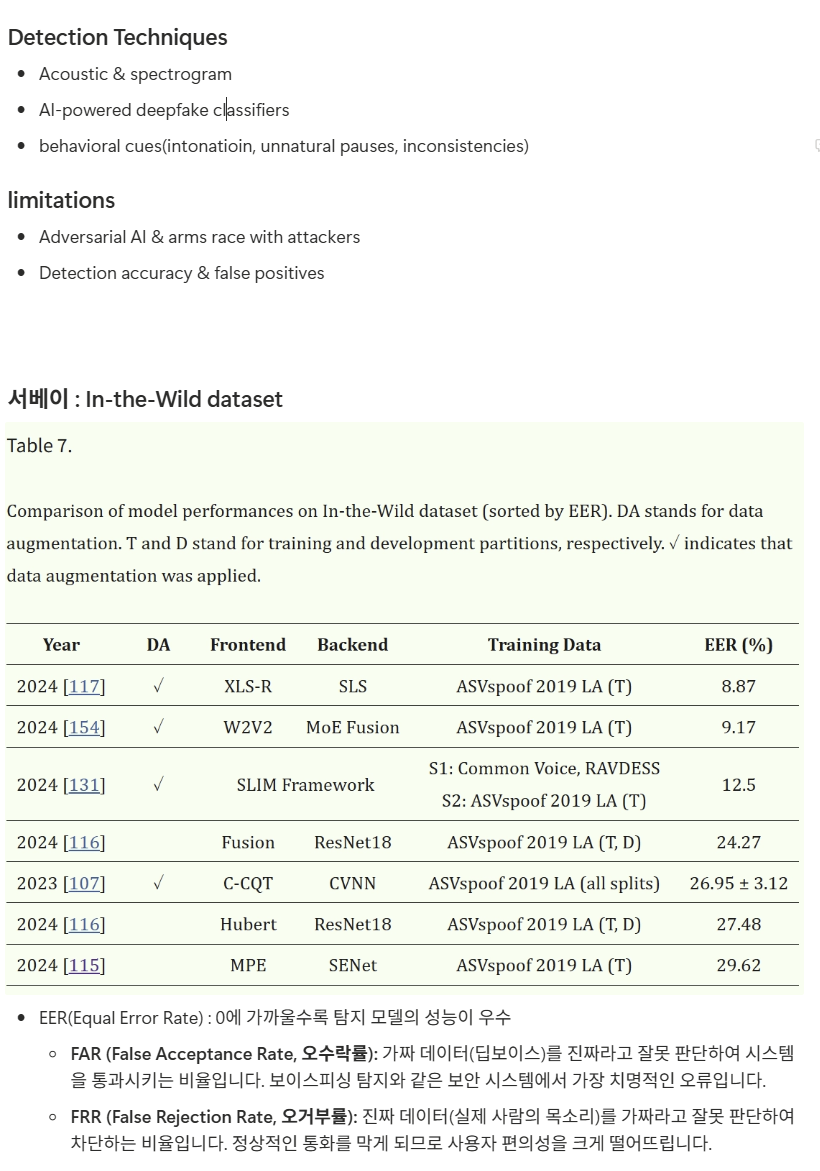 Detection Techniques
• Acoustic & spectrogram
• AI-powered deepfake classifiers
• behavioral cues(intonatioin, unnatural pauses, inconsistencies)
limitations
• Adversarial AI & arms race with attackers
• Detection accuracy & false positives
서베이 : In-the-Wild dataset
Table 7.
Comparison of model performances on In-the-Wild dataset (sorted by EER). DA stands for data
augmentation. T and D stand for training and development partitions, respectively. √ indicates that
data augmentation was applied.
Year DA Frontend Backend Training Data EER (%)
2024 [117] √ XLS-R SLS ASVspoof 2019 LA (T) 8.87
2024 [154] √ W2V2 MoE Fusion ASVspoof 2019 LA (T) 9.17
2024 [131] √ SLIM Framework S1: Common Voice, RAVDESS
S2: ASVspoof 2019 LA (T) 12.5
2024 [116] Fusion ResNet18 ASVspoof 2019 LA (T, D) 24.27
2023 [107] √ C-CQT CVNN ASVspoof 2019 LA (all splits) 26.95 ± 3.12
2024 [116] Hubert ResNet18 ASVspoof 2019 LA (T, D) 27.48
2024 [115] MPE SENet ASVspoof 2019 LA (T) 29.62
• EER(Equal Error Rate) : 0에 가까울수록 탐지 모델의 성능이 우수
◦ FAR (False Acceptance Rate, 오수락률): 가짜 데이터(딥보이스)를 진짜라고 잘못 판단하여 시스템
을 통과시키는 비율입니다. 보이스피싱 탐지와 같은 보안 시스템에서 가장 치명적인 오류입니다.
◦ FRR (False Rejection Rate, 오거부률): 진짜 데이터(실제 사람의 목소리)를 가짜라고 잘못 판단하여
차단하는 비율입니다. 정상적인 통화를 막게 되므로 사용자 편의성을 크게 떨어뜨립니다.